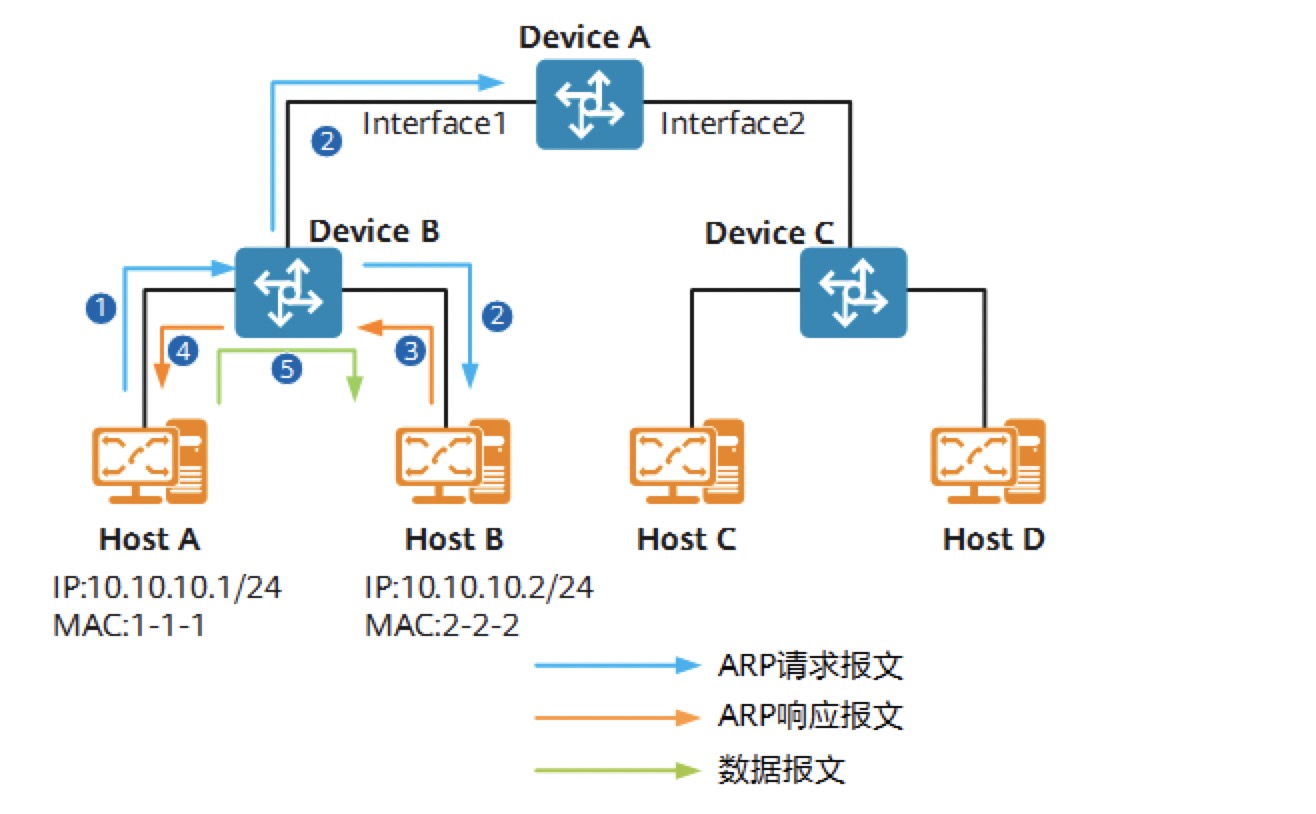 Device A
Interface1
Interface2
2
Device B
Device C
1
2
4
3
5
Host A
Host B
Host C
Host D
IP:10.10.10.1/24
MAC:1-1-1
IP:10.10.10.2/24
MAC:2-2-2
ARP请求报文
ARP响应报文
数据报文